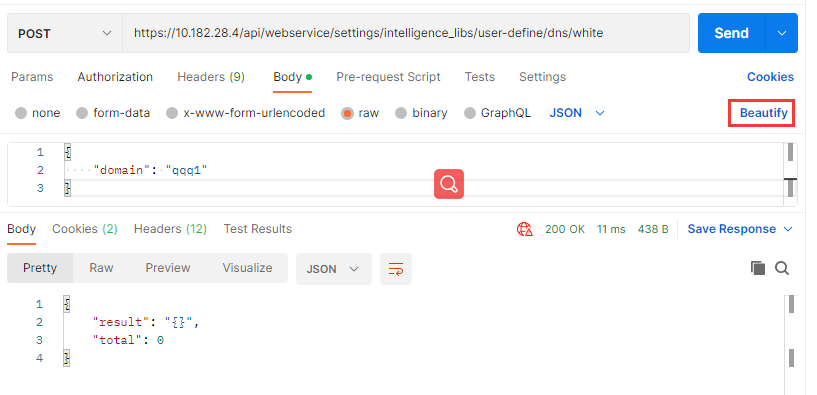 POST https://10.182.28.4/api/webservice/settings/intelligence_libs/user-define/dns/white Send
Params Authorization Headers (9) Body Pre-request Script Tests Settings Cookies
none form-data x-www-form-urlencoded raw binary GraphQL JSON Beautify
1 {
2 "domain": "qqq1"
3 }
Body Cookies (2) Headers (12) Test Results 200 OK 11 ms 438 B Save Response
Pretty Raw Preview Visualize JSON
1 {
2 "result": "{}",
3 "total": 0
4 }